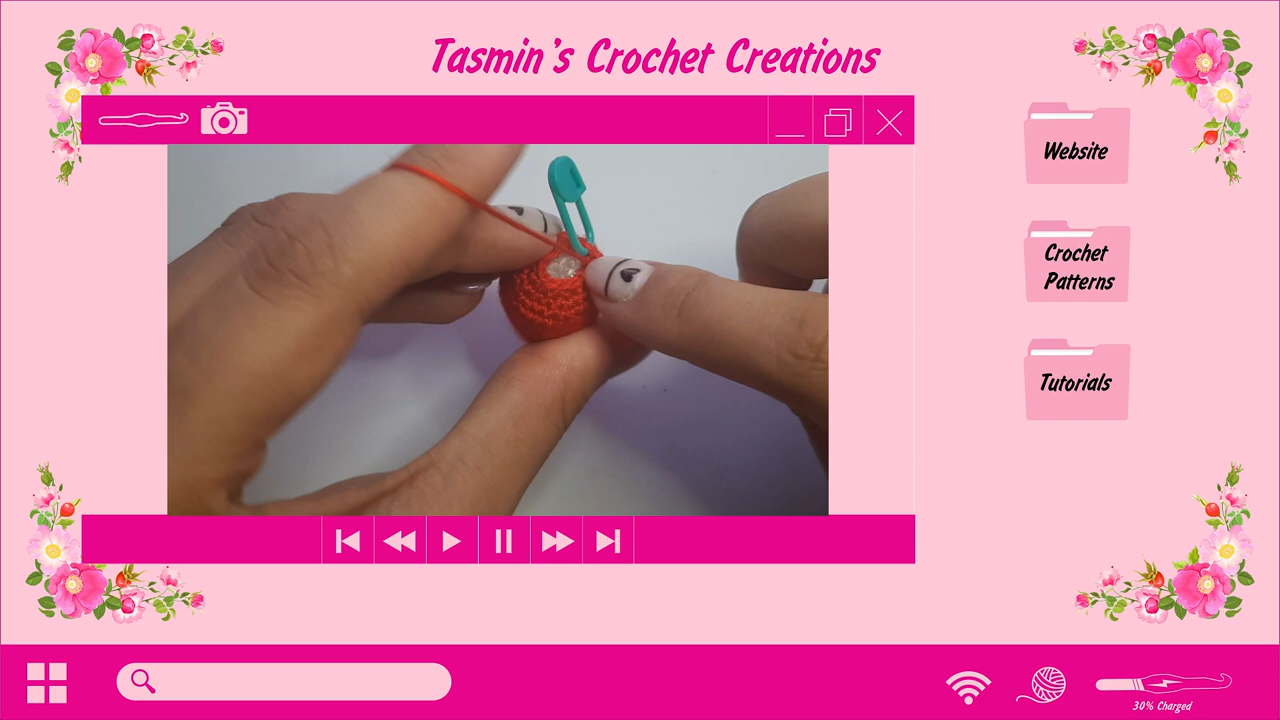 Tasmin's Crochet Creations
Website
Crochet
Patterns
Tutorials
30% Charged